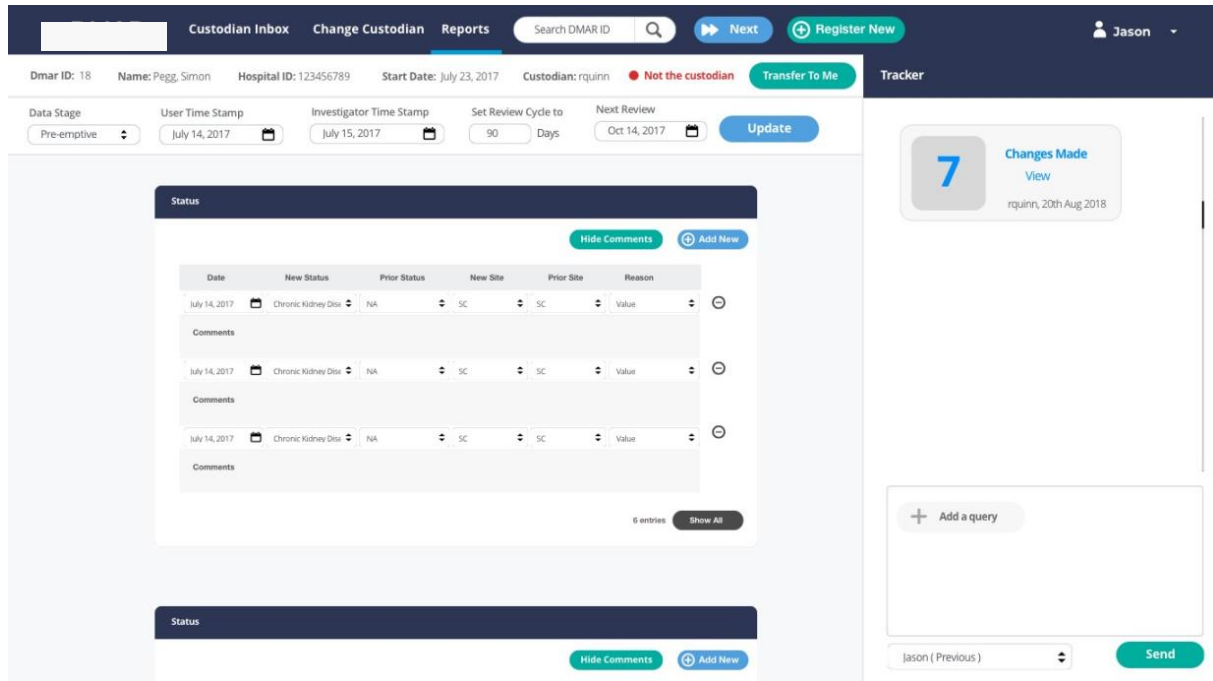 Custodian Inbox Change Custodian Reports Search DMAR ID Next Register New Jason
Dmar ID: 18 Name: Pegg, Simon Hospital ID: 123456789 Start Date: July 23, 2017 Custodian: rquinn Not the custodian Transfer To Me
Tracker
Data Stage User Time Stamp Investigator Time Stamp Set Review Cycle to Next Review
Pre-emptive July 14, 2017 July 15, 2017 90 Days Oct 14, 2017 Update
7
Changes Made
View
rquinn, 20th Aug 2018
Status
Hide Comments Add New
Date New Status Prior Status New Site Prior Site Reason
July 14, 2017 Chronic Kidney Dise NA SC SC Value
Comments
July 14, 2017 Chronic Kidney Dise NA SC SC Value
Comments
July 14, 2017 Chronic Kidney Dise NA SC SC Value
Comments
6 entries Show All
Add a query
Jason ( Previous ) Send
Status
Hide Comments Add New